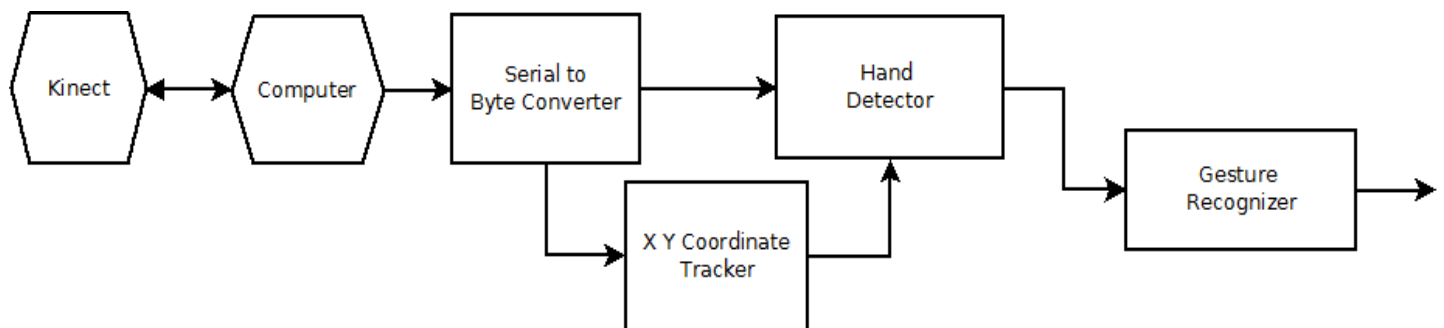 Kinect
Computer
Serial to
Byte Converter
Hand
Detector
X Y Coordinate
Tracker
Gesture
Recognizer